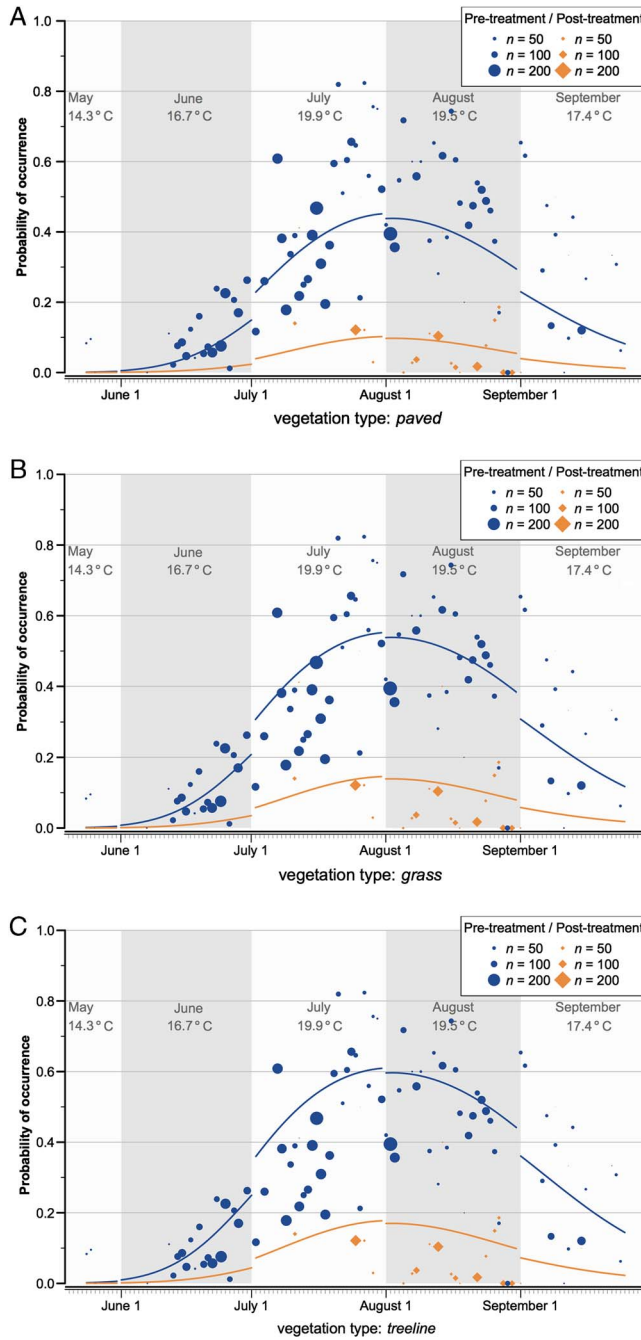 A
Pre-treatment / Post-treatment
n = 50 n = 50
n = 100 n = 100
n = 200 n = 200
May June July August September
14.3° C 16.7° C 19.9° C 19.5° C 17.4° C
Probability of occurrence
1.0
0.8
0.6
0.4
0.2
0.0
June 1 July 1 August 1 September 1
vegetation type: paved
B
Pre-treatment / Post-treatment
n = 50 n = 50
n = 100 n = 100
n = 200 n = 200
May June July August September
14.3° C 16.7° C 19.9° C 19.5° C 17.4° C
Probability of occurrence
1.0
0.8
0.6
0.4
0.2
0.0
June 1 July 1 August 1 September 1
vegetation type: grass
C
Pre-treatment / Post-treatment
n = 50 n = 50
n = 100 n = 100
n = 200 n = 200
May June July August September
14.3° C 16.7° C 19.9° C 19.5° C 17.4° C
Probability of occurrence
1.0
0.8
0.6
0.4
0.2
0.0
June 1 July 1 August 1 September 1
vegetation type: treeline